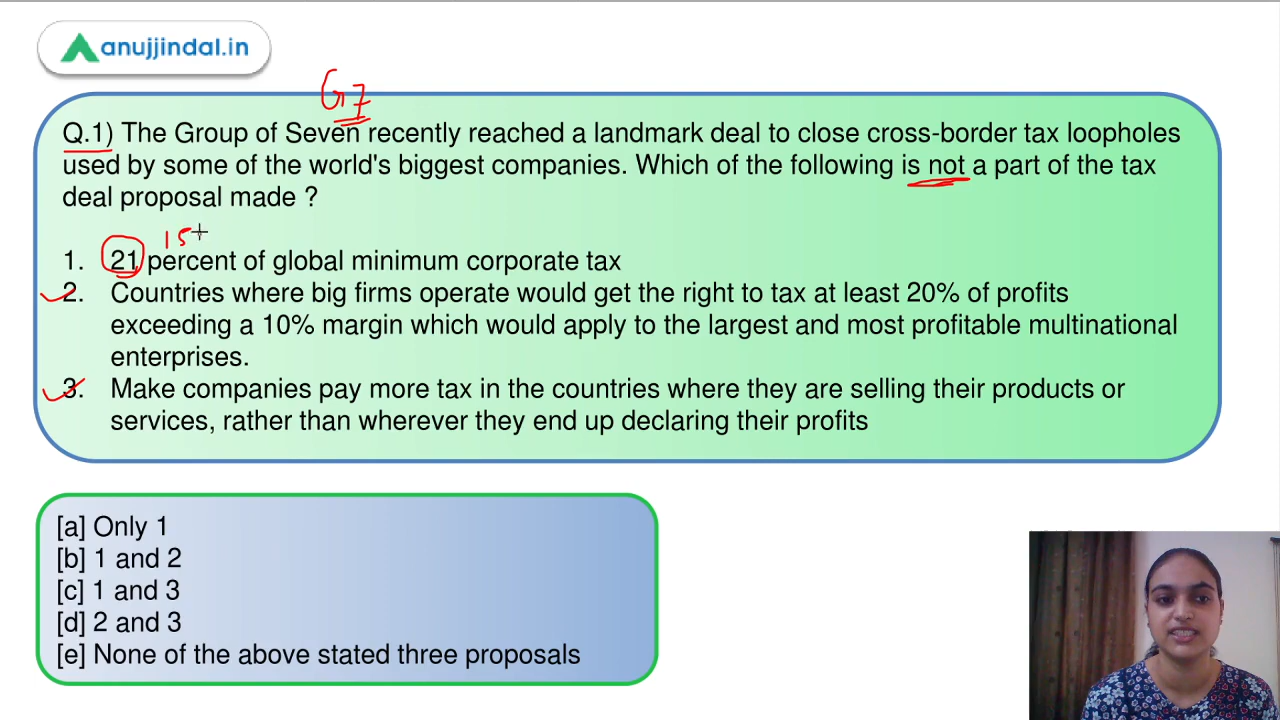 anujjindal.in
G7
Q.1) The Group of Seven recently reached a landmark deal to close cross-border tax loopholes
used by some of the world's biggest companies. Which of the following is not a part of the tax
deal proposal made ?
15
1. 21 percent of global minimum corporate tax
2. Countries where big firms operate would get the right to tax at least 20% of profits
exceeding a 10% margin which would apply to the largest and most profitable multinational
enterprises.
3. Make companies pay more tax in the countries where they are selling their products or
services, rather than wherever they end up declaring their profits
[a] Only 1
[b] 1 and 2
[c] 1 and 3
[d] 2 and 3
[e] None of the above stated three proposals